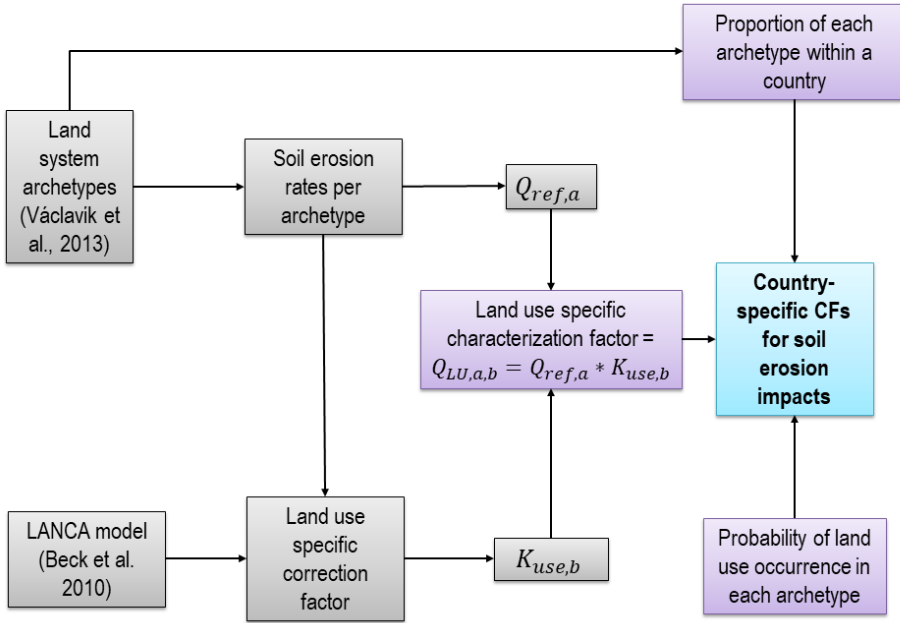 Proportion of each
archetype within a
country
Land
system
archetypes
(Václavik et
al., 2013)
Soil erosion
rates per
archetype
Q_{ref,a}
Land use specific
characterization factor =
Q_{LU,a,b} = Q_{ref,a} * K_{use,b}
Country-
specific CFs
for soil
erosion
impacts
LANCA model
(Beck et al.
2010)
Land use
specific
correction
factor
K_{use,b}
Probability of land
use occurrence in
each archetype